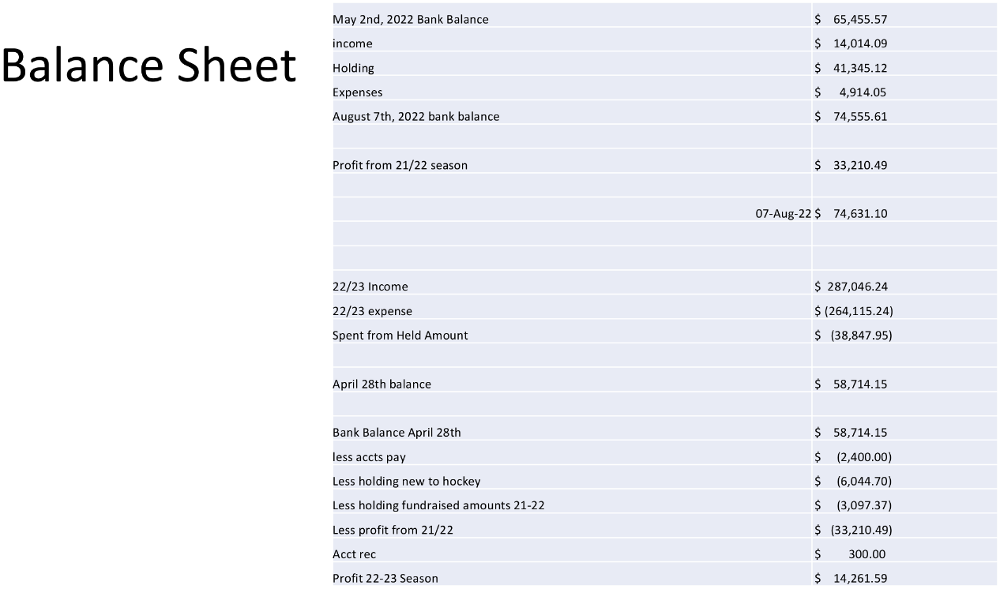 Balance Sheet
May 2nd, 2022 Bank Balance $ 65,455.57
income $ 14,014.09
Holding $ 41,345.12
Expenses $ 4,914.05
August 7th, 2022 bank balance $ 74,555.61
Profit from 21/22 season $ 33,210.49
07-Aug-22 $ 74,631.10
22/23 Income $ 287,046.24
22/23 expense $ (264,115.24)
Spent from Held Amount $ (38,847.95)
April 28th balance $ 58,714.15
Bank Balance April 28th $ 58,714.15
less accts pay $ (2,400.00)
Less holding new to hockey $ (6,044.70)
Less holding fundraised amounts 21-22 $ (3,097.37)
Less profit from 21/22 $ (33,210.49)
Acct rec $ 300.00
Profit 22-23 Season $ 14,261.59